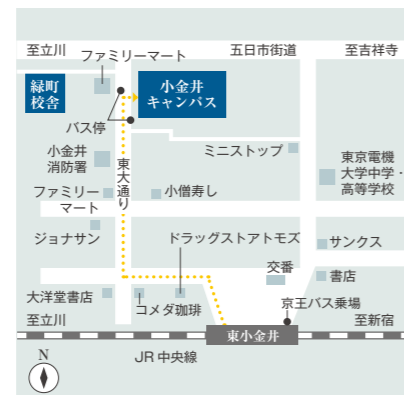 至立川
五日市街道
至吉祥寺
ファミリーマート
緑町
校舎
小金井
キャンパス
バス停
小金井
消防署
東大通り
ミニストップ
東京電機
大学中学・
高等学校
ファミリー
マート
小僧寿し
ジョナサン
ドラッグストアトモズ
サンクス
交番
書店
大洋堂書店
コメダ珈琲
京王バス乗場
至立川
至新宿
東小金井
N
JR 中央線